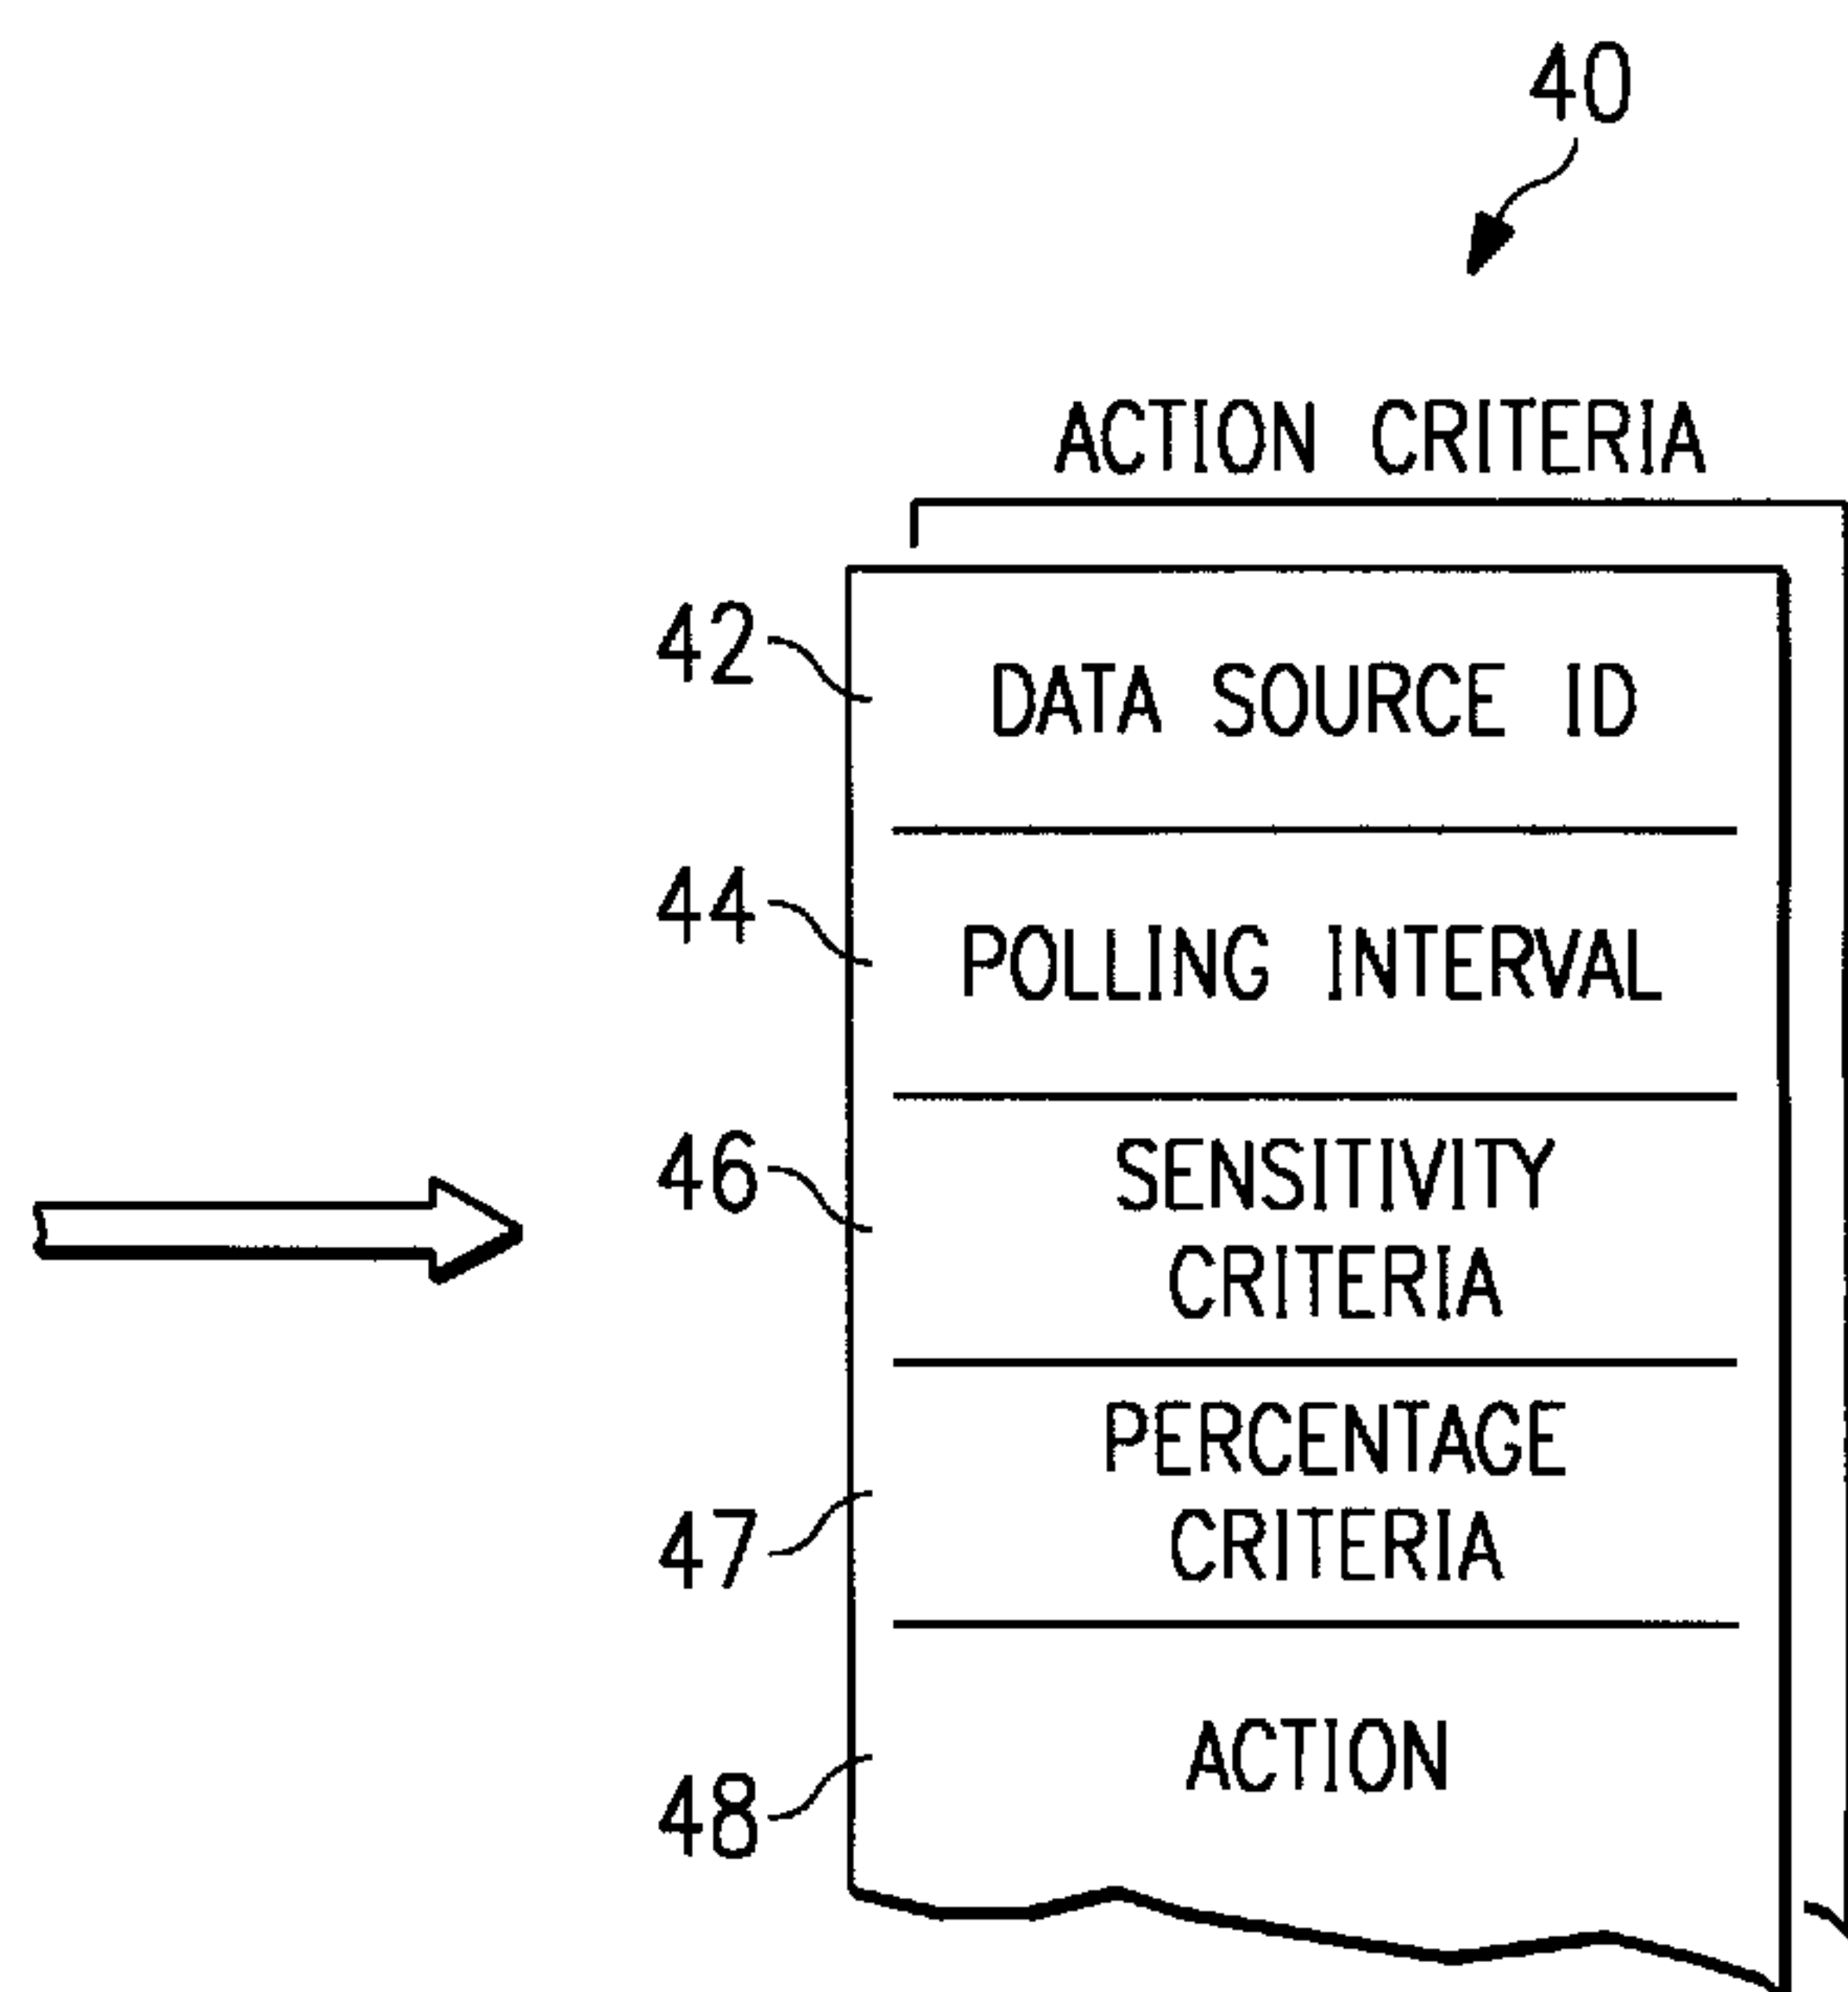 40
ACTION CRITERIA
42
DATA SOURCE ID
44
POLLING INTERVAL
46
SENSITIVITY
CRITERIA
47
PERCENTAGE
CRITERIA
48
ACTION